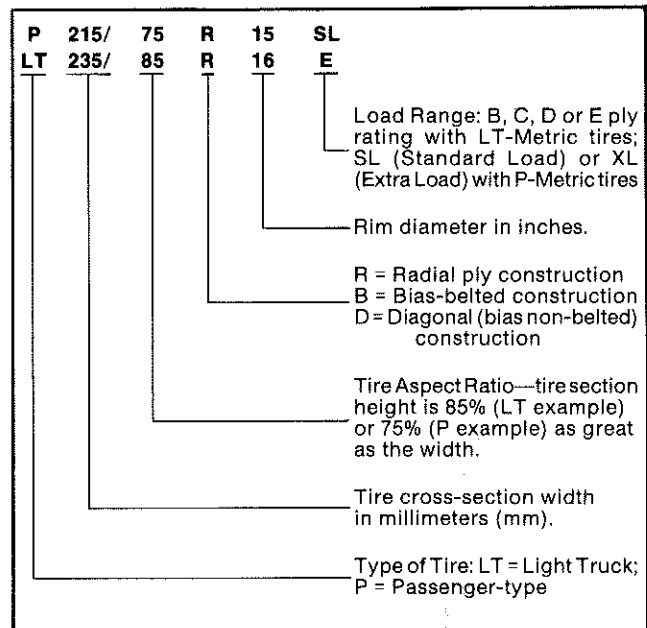 P 215/ 75 R 15 SL
LT 235/ 85 R 16 E
Load Range: B, C, D or E ply
rating with LT-Metric tires;
SL (Standard Load) or XL
(Extra Load) with P-Metric tires
Rim diameter in inches.
R = Radial ply construction
B = Bias-belted construction
D = Diagonal (bias non-belted)
construction
Tire Aspect Ratio—tire section
height is 85% (LT example)
or 75% (P example) as great
as the width.
Tire cross-section width
in millimeters (mm).
Type of Tire: LT = Light Truck;
P = Passenger-type